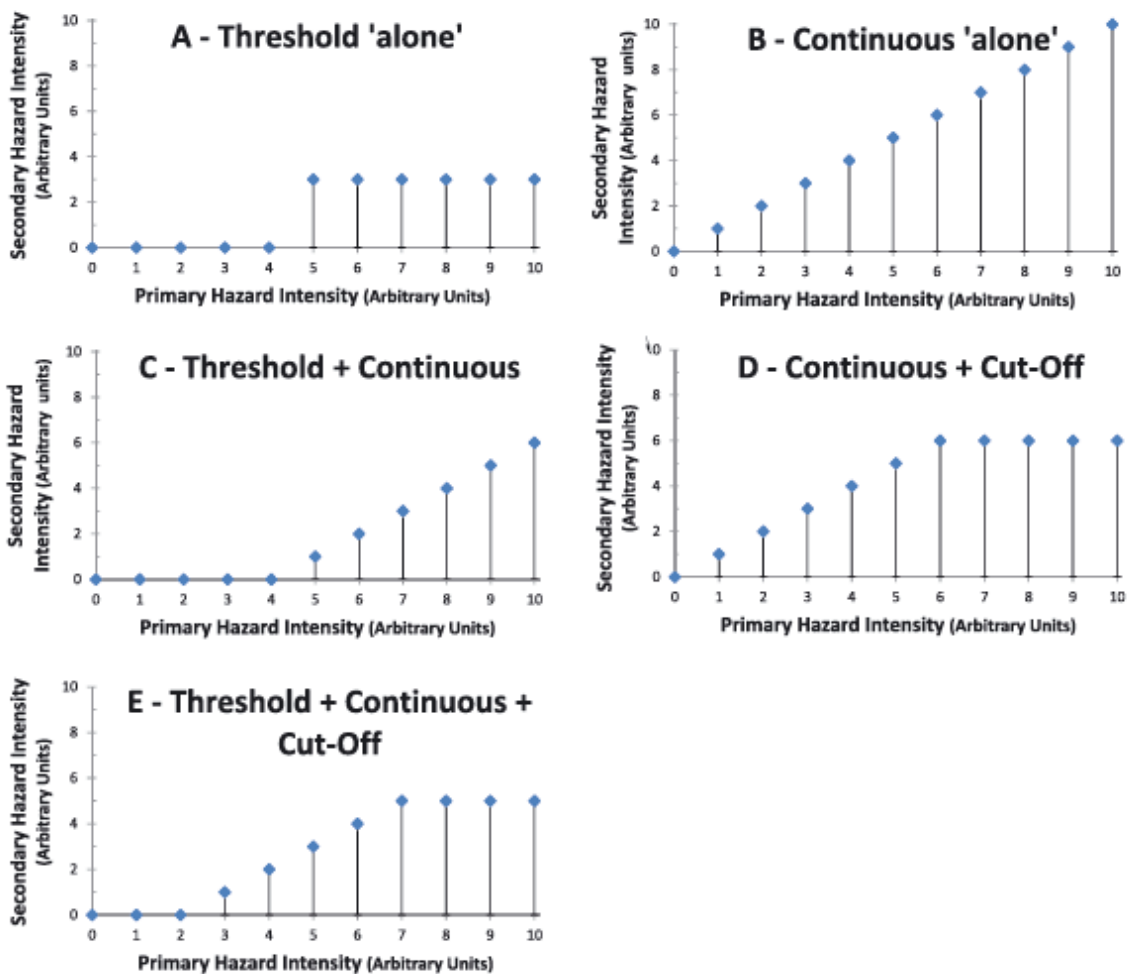 A - Threshold 'alone'
Secondary Hazard Intensity
(Arbitrary Units)
10
8
6
4
2
0
0 1 2 3 4 5 6 7 8 9 10
Primary Hazard Intensity (Arbitrary Units)
B - Continuous 'alone'
Secondary Hazard
Intensity (Arbitrary units)
10
8
6
4
2
0
0 1 2 3 4 5 6 7 8 9 10
Primary Hazard Intensity (Arbitrary Units)
C - Threshold + Continuous
Secondary Hazard
Intensity (Arbitrary units)
10
8
6
4
2
0
0 1 2 3 4 5 6 7 8 9 10
Primary Hazard Intensity (Arbitrary Units)
D - Continuous + Cut-Off
Secondary Hazard Intensity
(Arbitrary Units)
10
8
6
4
2
0
0 1 2 3 4 5 6 7 8 9 10
Primary Hazard Intensity (Arbitrary Units)
E - Threshold + Continuous +
Cut-Off
Secondary Hazard Intensity
(Arbitrary Units)
10
8
6
4
2
0
0 1 2 3 4 5 6 7 8 9 10
Primary Hazard Intensity (Arbitrary Units)